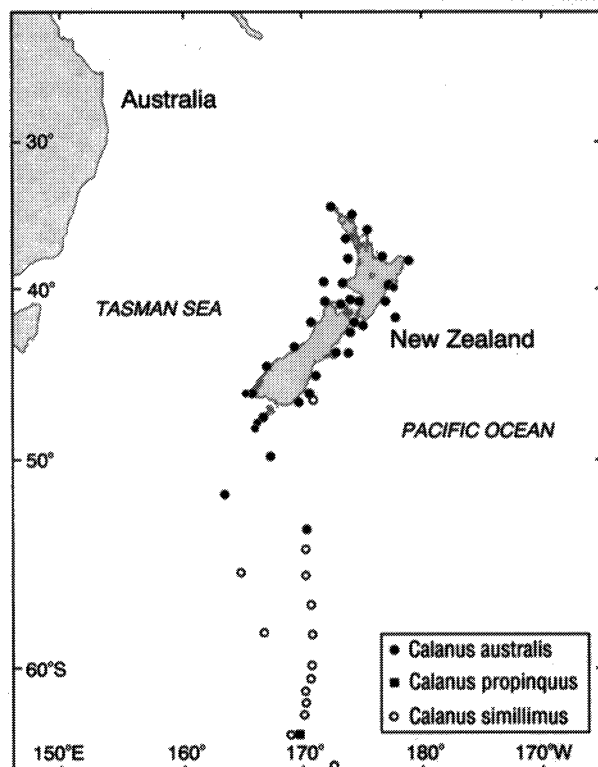 Australia
30°
40°
TASMAN SEA
New Zealand
PACIFIC OCEAN
50°
60°S
● Calanus australis
■ Calanus propinquus
○ Calanus simillimus
150°E 160° 170° 180° 170°W